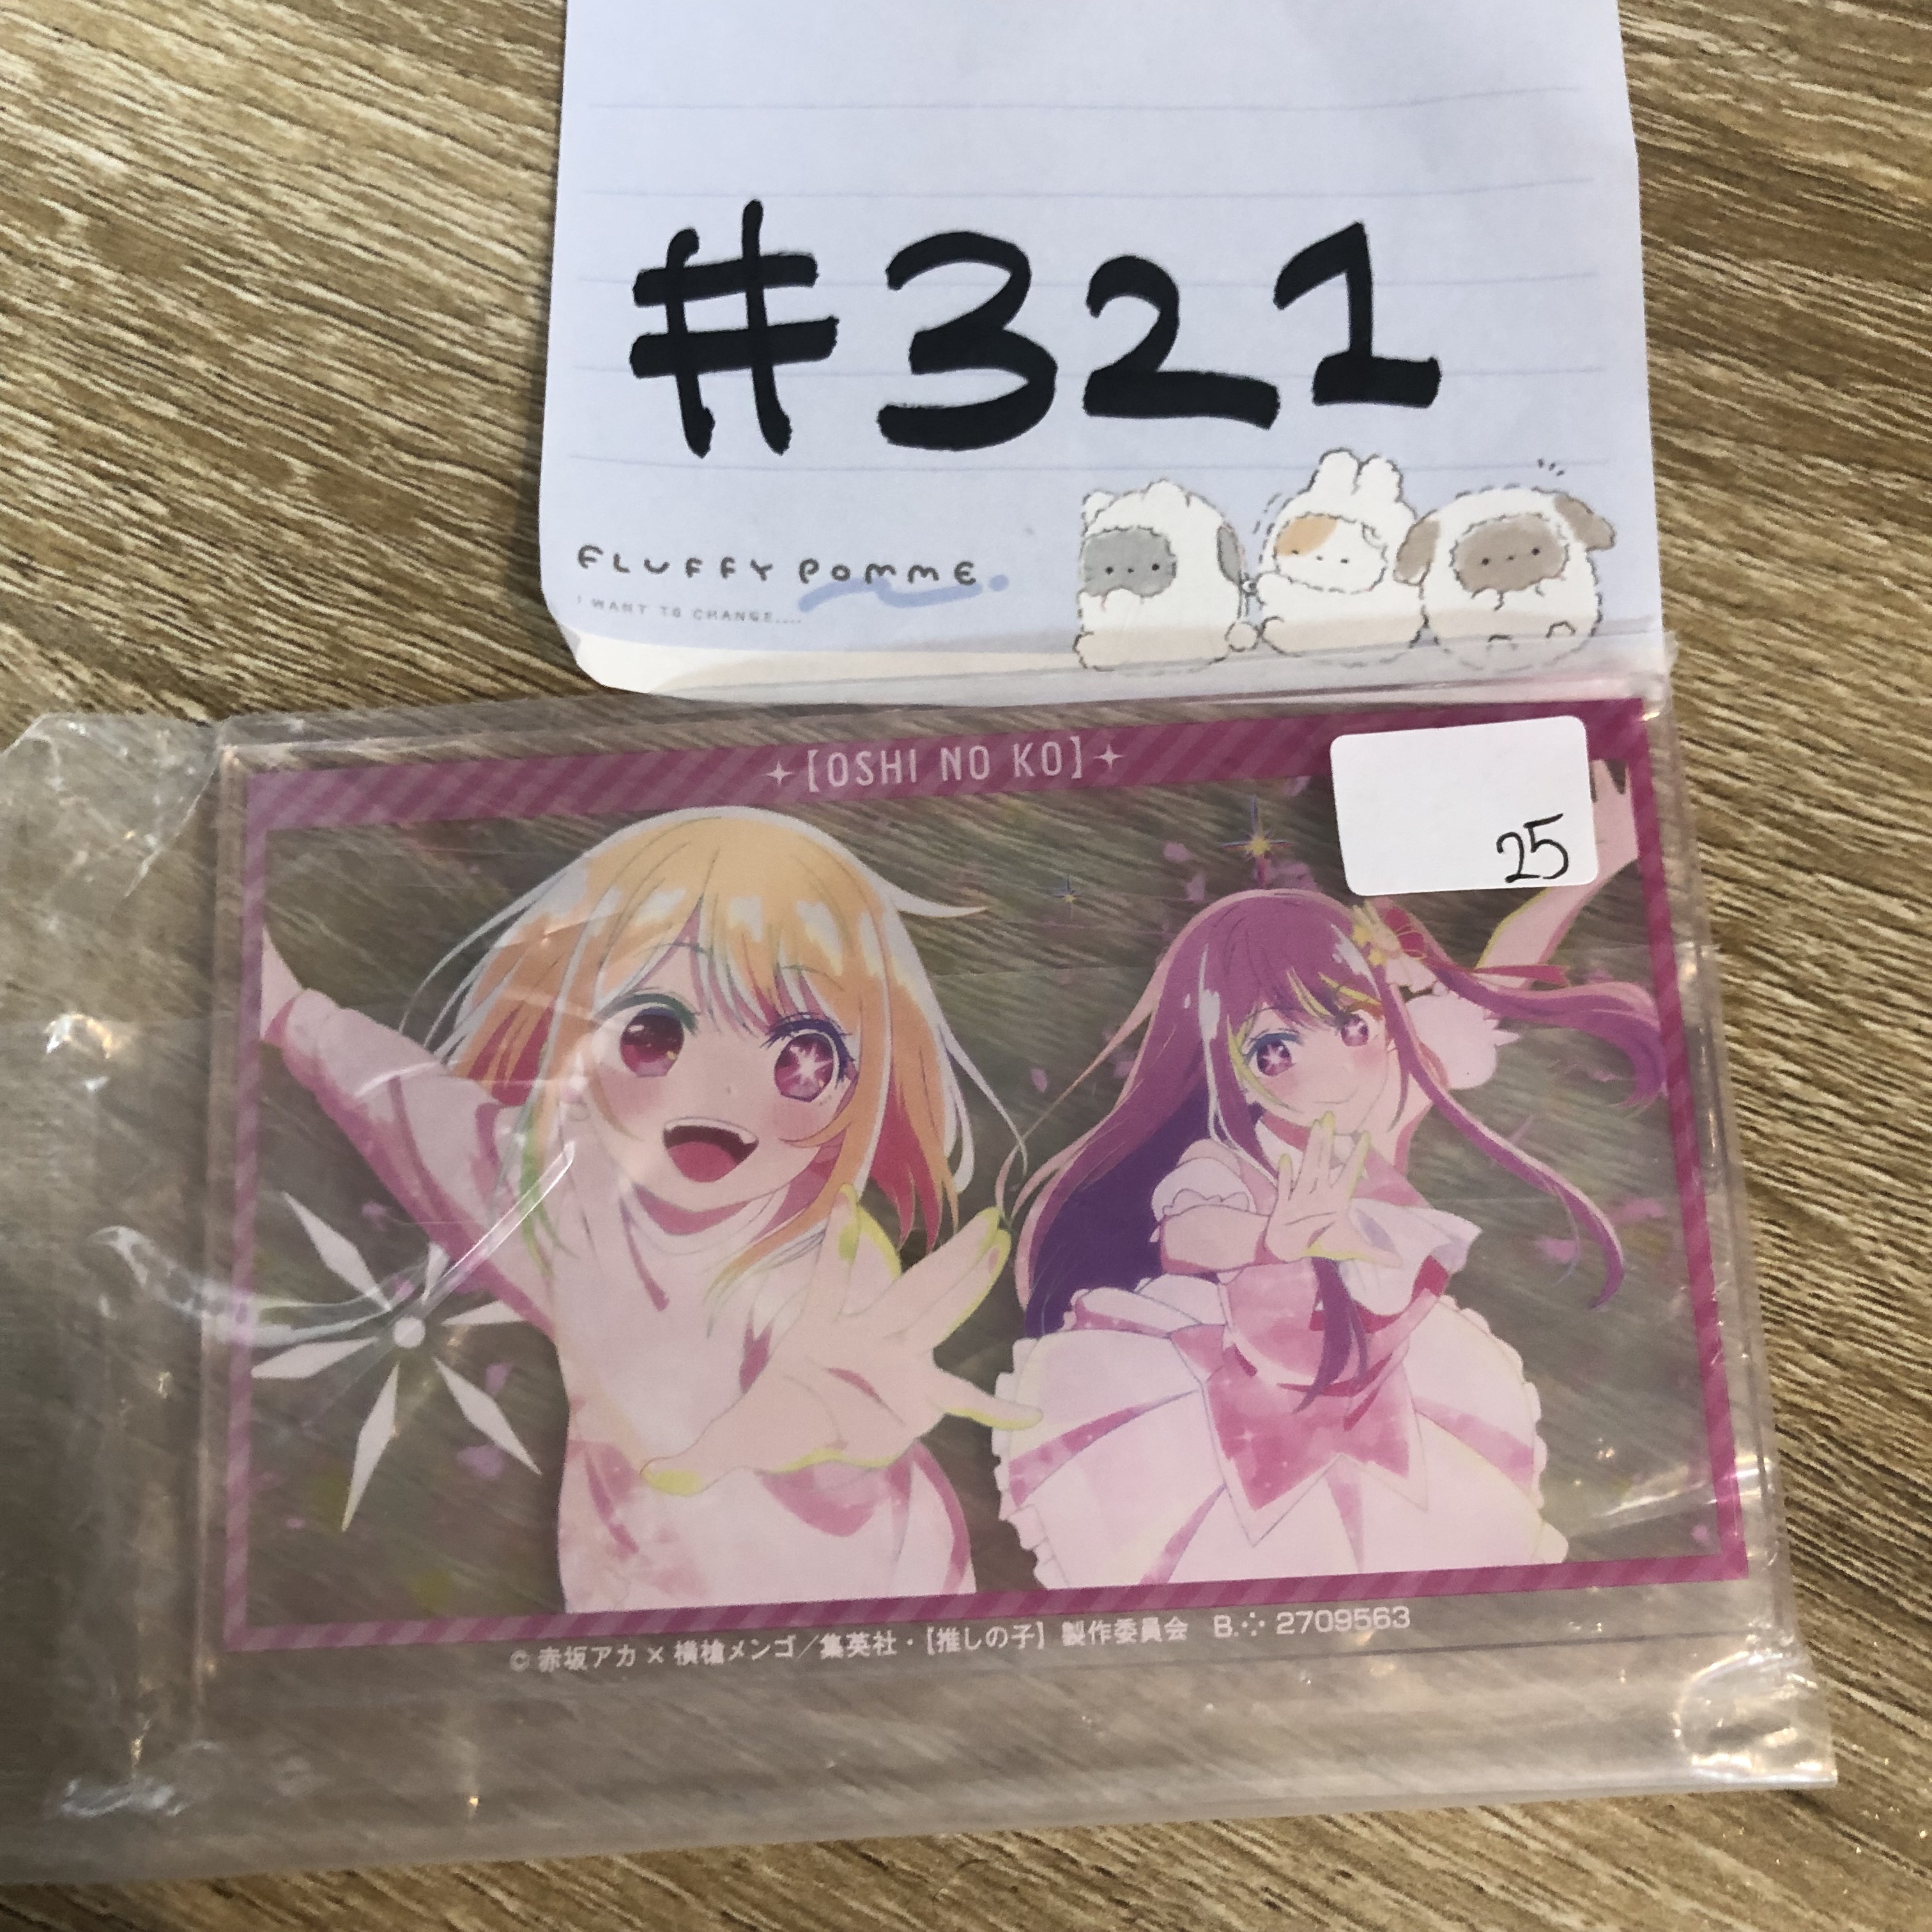 #321
FLUFFY POMME.
I WANT TO CHANGE....
【OSHI NO KO】
25
© 赤坂アカ × 横槍メンゴ／集英社・【推しの子】製作委員会 B.∴ 2709563